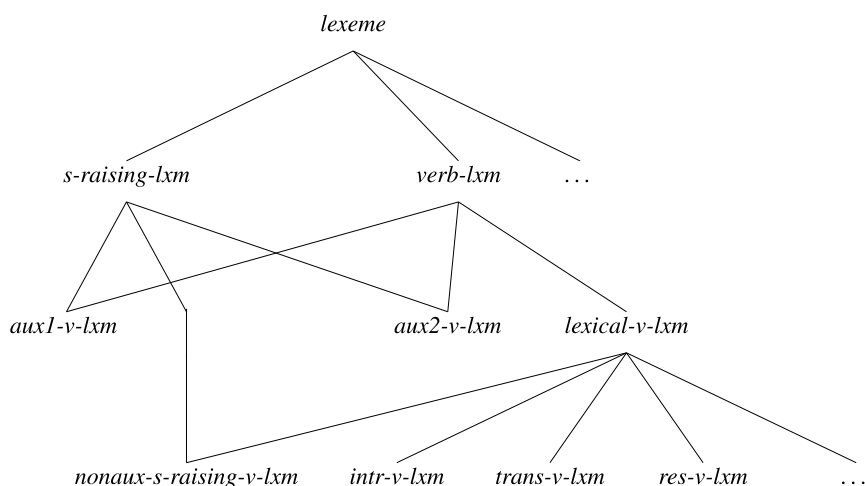 lexeme
s-raising-lxm verb-lxm ...
aux1-v-lxm aux2-v-lxm lexical-v-lxm
nonaux-s-raising-v-lxm intr-v-lxm trans-v-lxm res-v-lxm ...